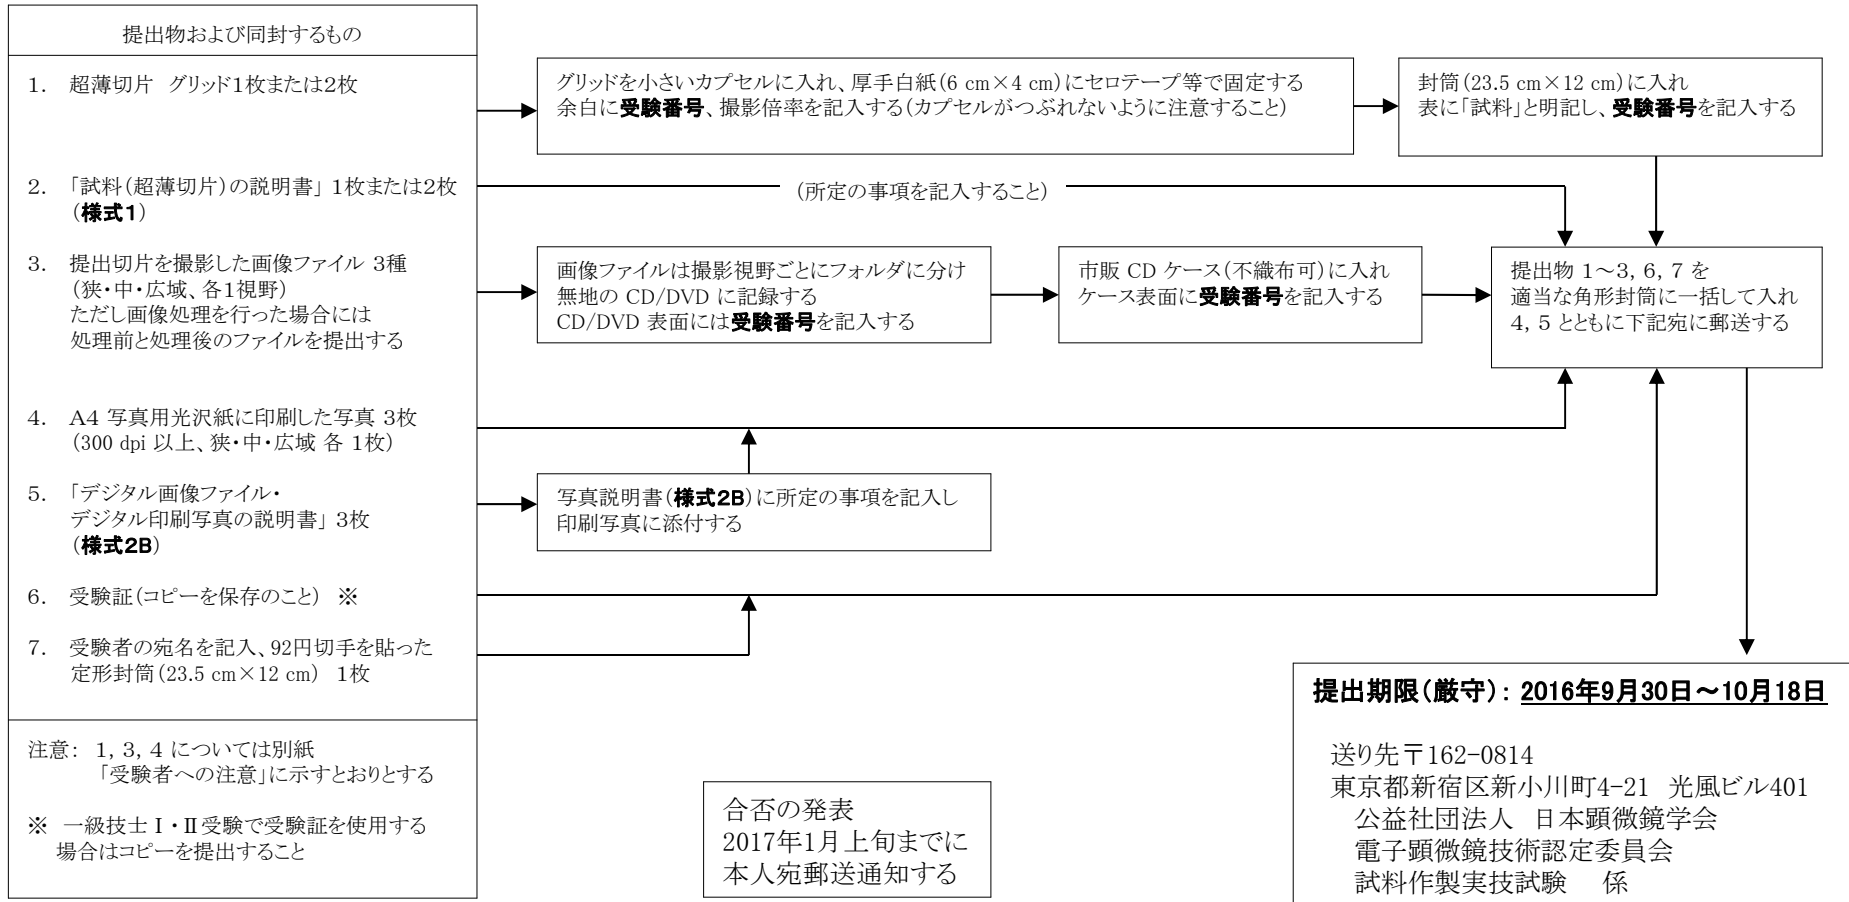 提出物および同封するもの
1. 超薄切片 グリッド1枚または2枚
2. 「試料(超薄切片)の説明書」 1枚または2枚
(様式1)
3. 提出切片を撮影した画像ファイル 3種
(狭・中・広域、各1視野)
ただし画像処理を行った場合には
処理前と処理後のファイルを提出する
4. A4 写真用光沢紙に印刷した写真 3枚
(300 dpi 以上、狭・中・広域 各 1枚)
5. 「デジタル画像ファイル・
デジタル印刷写真の説明書」 3枚
(様式2B)
6. 受験証(コピーを保存のこと) ※
7. 受験者の宛名を記入、92円切手を貼った
定形封筒(23.5 cm×12 cm) 1枚
注意: 1, 3, 4 については別紙
「受験者への注意」に示すとおりとする
※ 一級技士 I・II 受験で受験証を使用する
場合はコピーを提出すること
グリッドを小さいカプセルに入れ、厚手白紙(6 cm×4 cm)にセロテープ等で固定する
余白に受験番号、撮影倍率を記入する(カプセルがつぶれないように注意すること)
封筒(23.5 cm×12 cm)に入れ
表に「試料」と明記し、受験番号を記入する
(所定の事項を記入すること)
画像ファイルは撮影視野ごとにフォルダに分け
無地の CD/DVD に記録する
CD/DVD 表面には受験番号を記入する
市販 CD ケース(不織布可)に入れ
ケース表面に受験番号を記入する
提出物 1~3, 6, 7 を
適当な角形封筒に一括して入れ
4, 5 とともに下記宛に郵送する
写真説明書(様式2B)に所定の事項を記入し
印刷写真に添付する
合否の発表
2017年1月上旬までに
本人宛郵送通知する
提出期限(厳守): 2016年9月30日~10月18日
送り先〒162-0814
東京都新宿区新小川町4-21 光風ビル401
公益社団法人 日本顕微鏡学会
電子顕微鏡技術認定委員会
試料作製実技試験 係